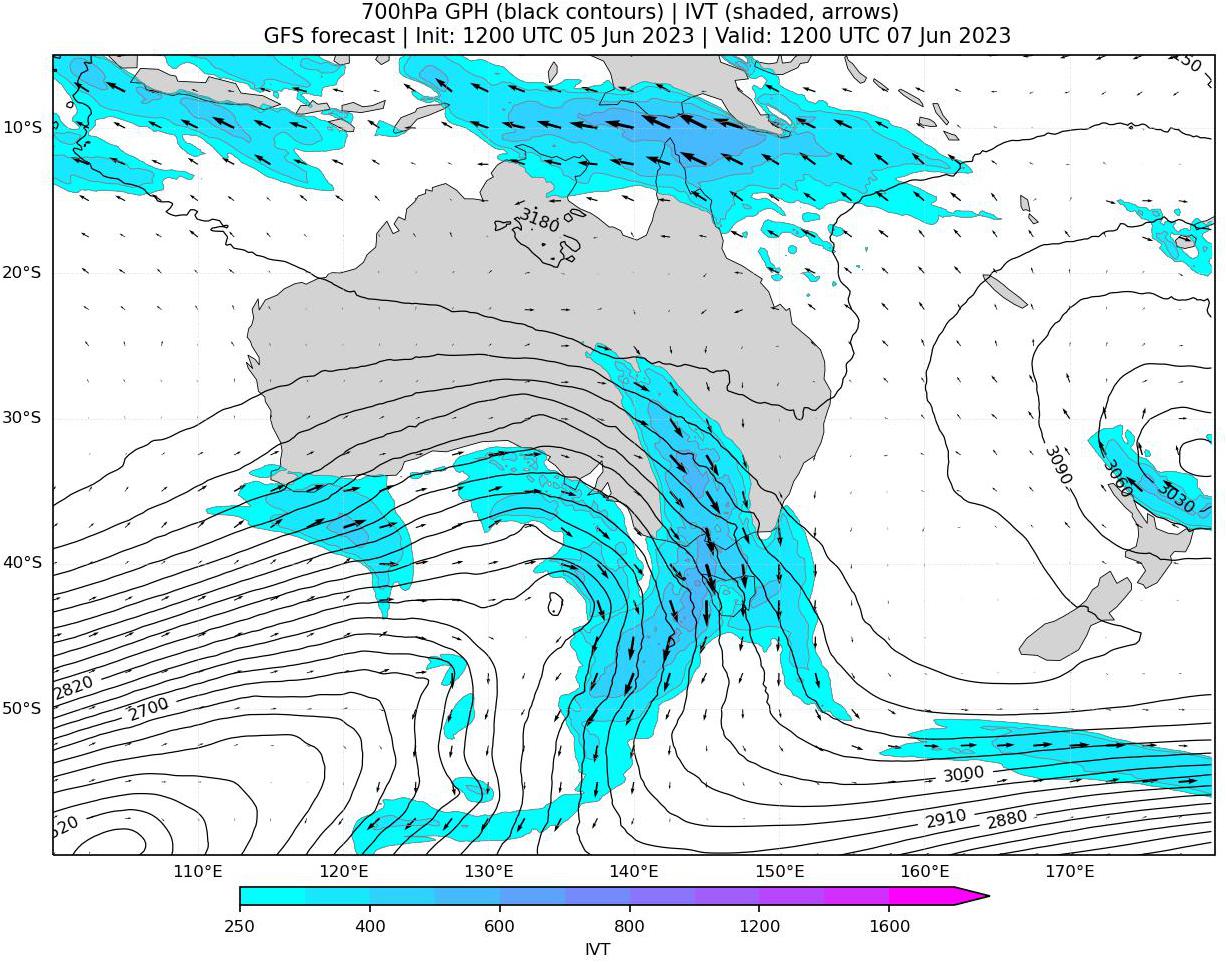 700hPa GPH (black contours) | IVT (shaded, arrows)
GFS forecast | Init: 1200 UTC 05 Jun 2023 | Valid: 1200 UTC 07 Jun 2023
50
10°S
3180
20°S
30°S
3090
3060
3030
40°S
2820
2700
50°S
3000
2910
2880
520
110°E
120°E
130°E
140°E
150°E
160°E
170°E
250
400
600
800
1200
1600
IVT